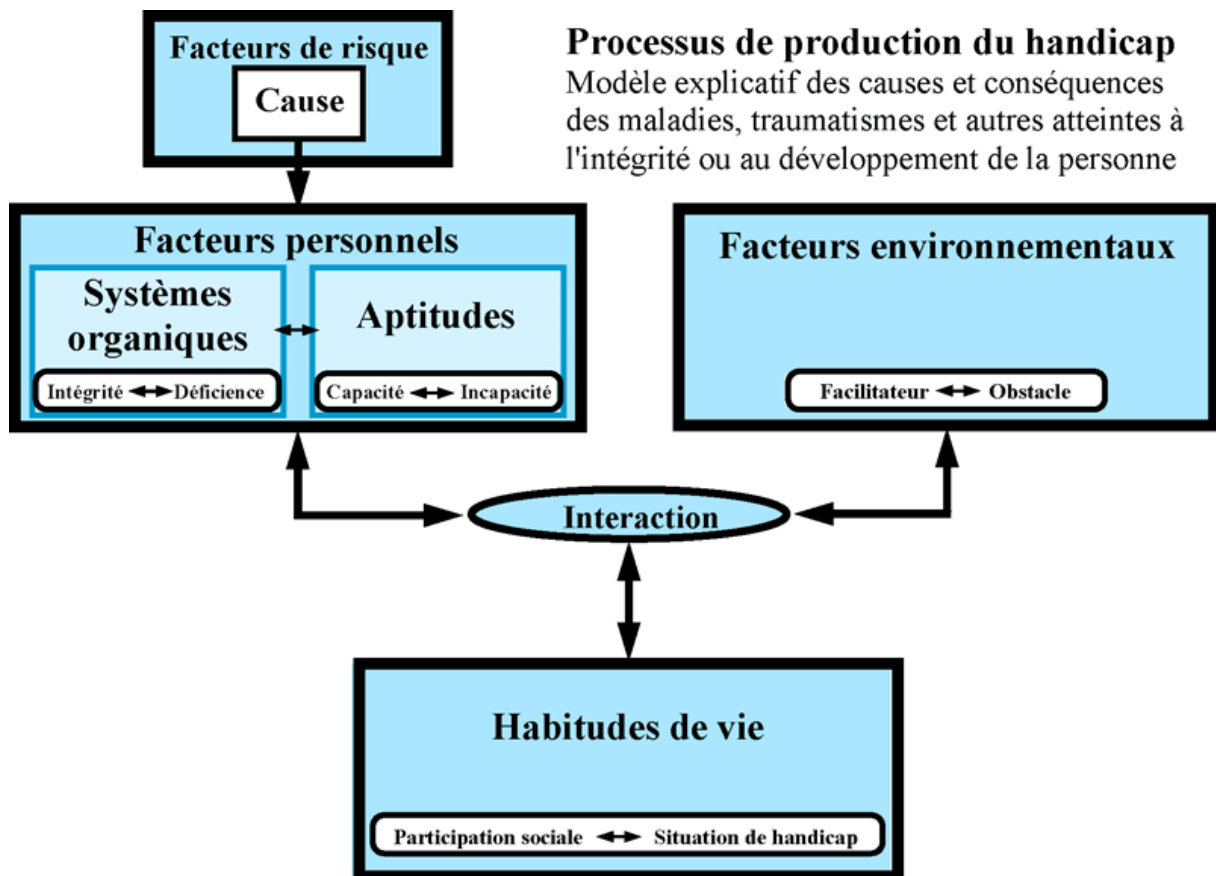 Facteurs de risque
Cause
Processus de production du handicap
Modèle explicatif des causes et conséquences
des maladies, traumatismes et autres atteintes à
l'intégrité ou au développement de la personne
Facteurs personnels
Systèmes
organiques
Intégrité Déficience
Aptitudes
Capacité Incapacité
Facteurs environnementaux
Facilitateur Obstacle
Interaction
Habitudes de vie
Participation sociale Situation de handicap